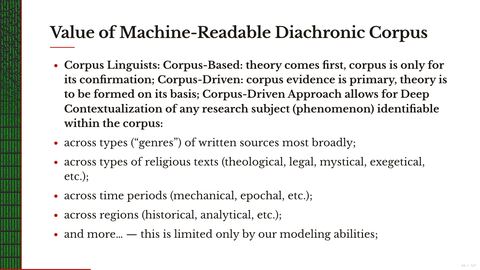 Value of Machine-Readable Diachronic Corpus
• Corpus Linguists: Corpus-Based: theory comes first, corpus is only for
its confirmation; Corpus-Driven: corpus evidence is primary, theory is
to be formed on its basis; Corpus-Driven Approach allows for Deep
Contextualization of any research subject (phenomenon) identifiable
within the corpus:
• across types (“genres”) of written sources most broadly;
• across types of religious texts (theological, legal, mystical, exegetical,
etc.);
• across time periods (mechanical, epochal, etc.);
• across regions (historical, analytical, etc.);
• and more… — this is limited only by our modeling abilities;